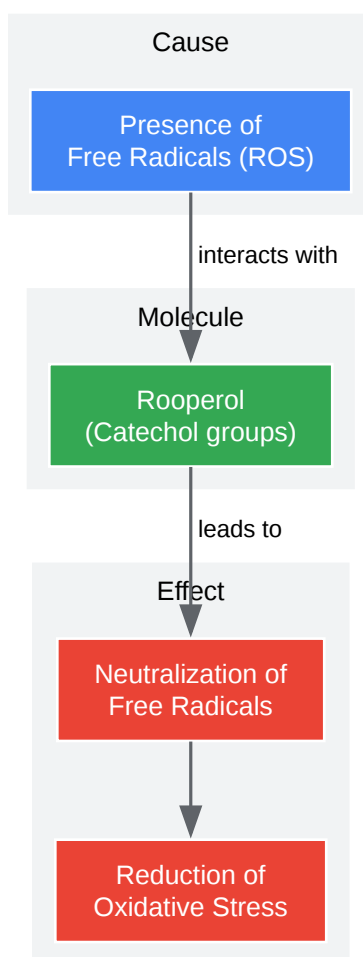 Cause
Presence of
Free Radicals (ROS)
interacts with
Molecule
Rooperol
(Catechol groups)
leads to
Effect
Neutralization of
Free Radicals
Reduction of
Oxidative Stress